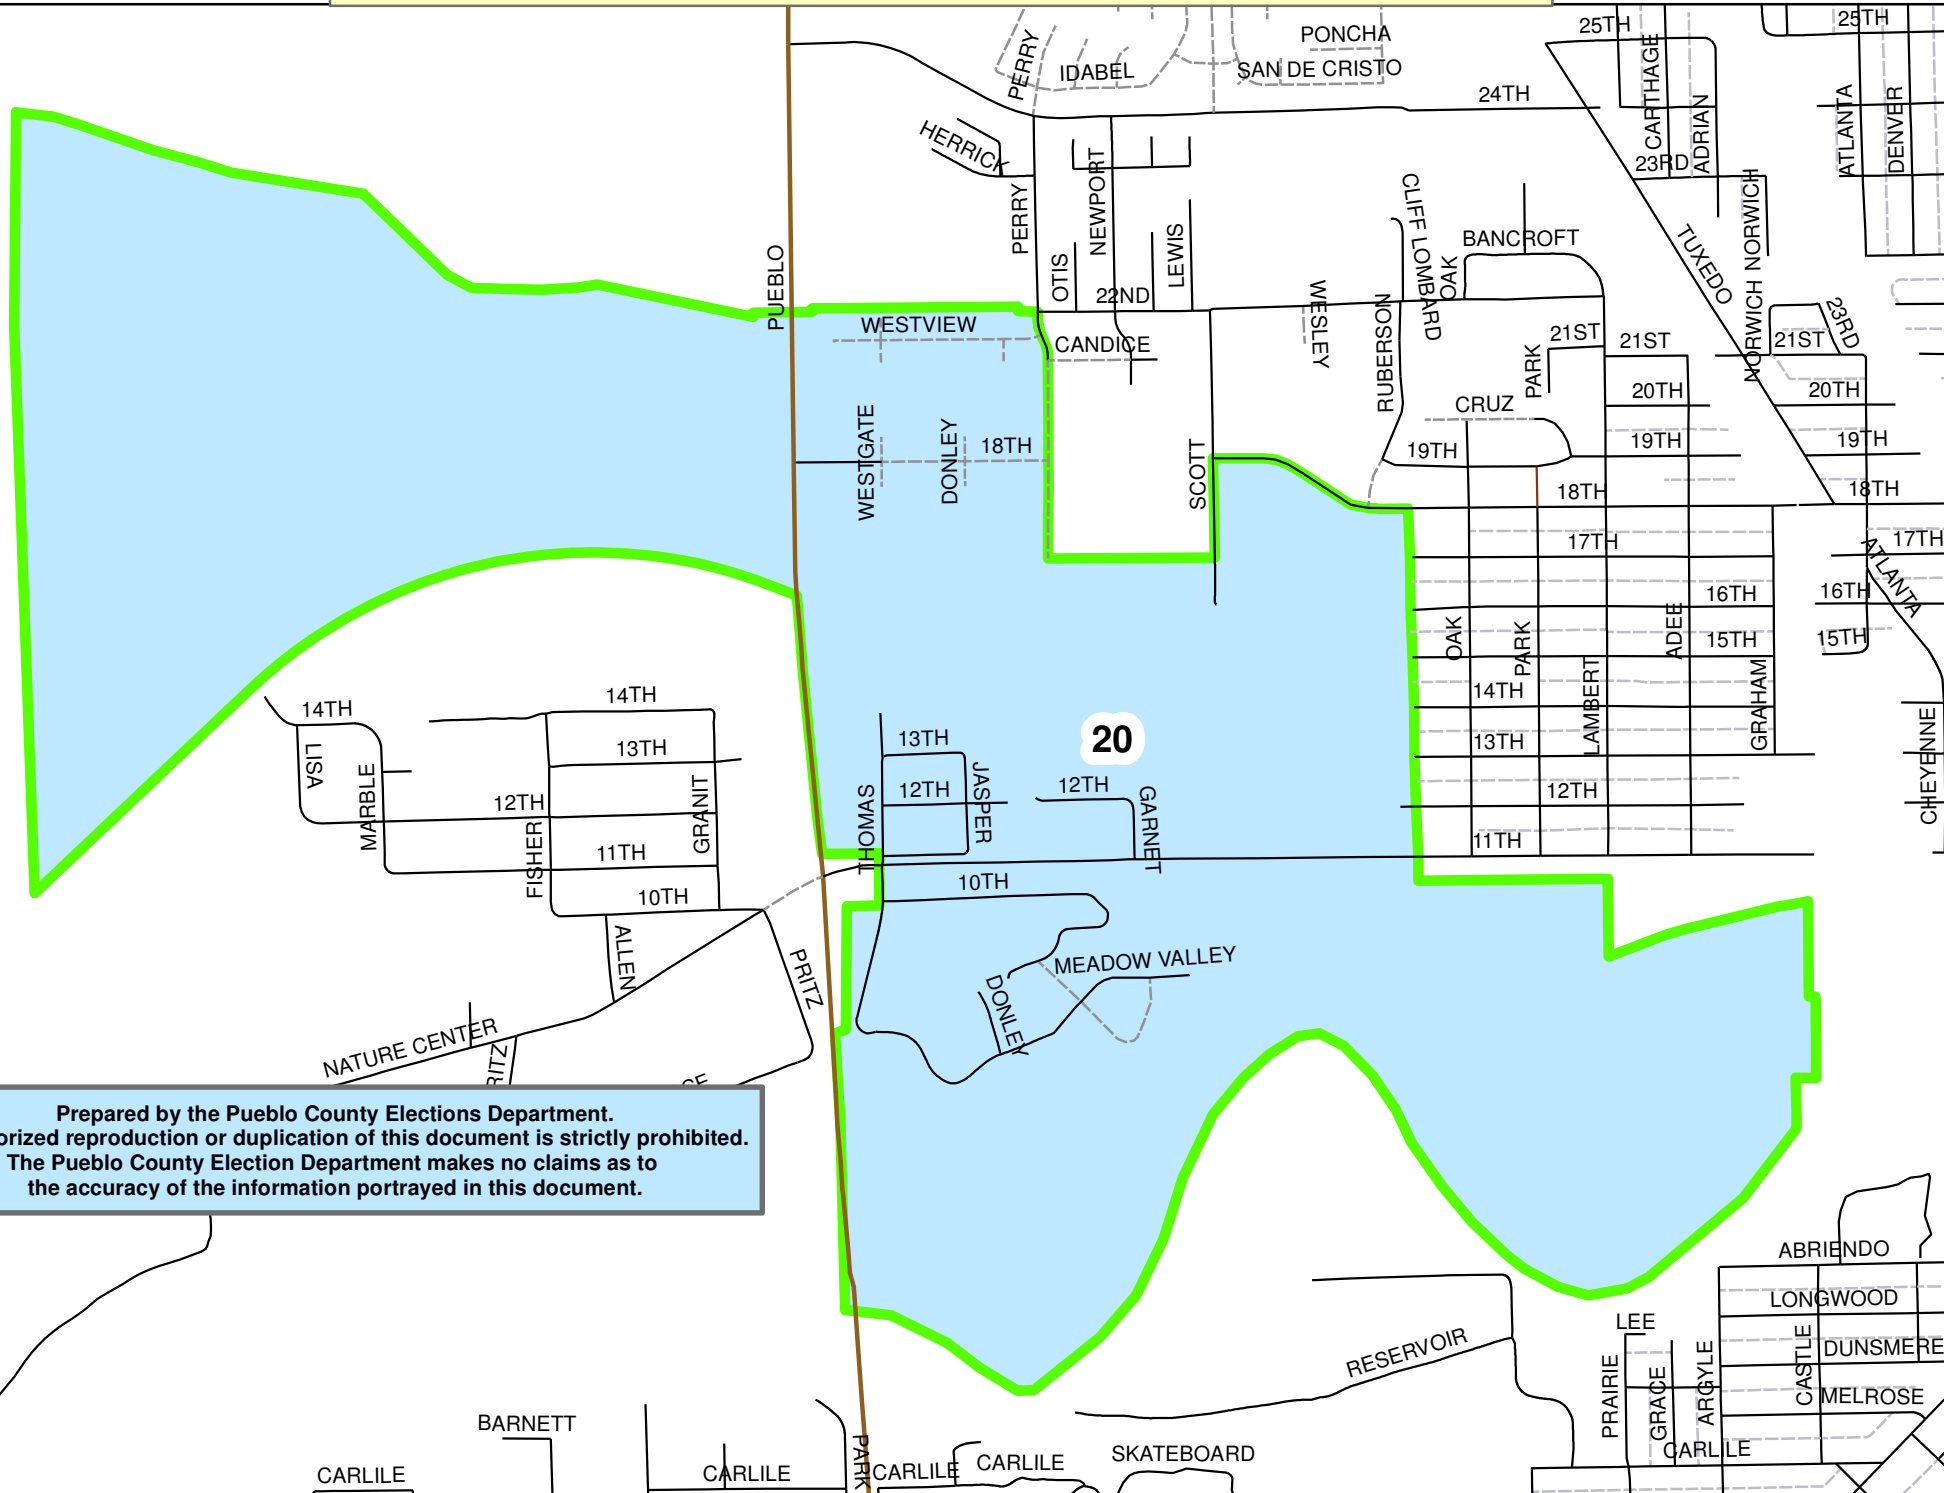 25TH
25TH
PONCHA
PERRY
IDABEL
SAN DE CRISTO
CARTHAGE
24TH
ADRIAN
ATLANTA
DENVER
HERRICK
23RD
NEWPORT
PERRY
CLIFF LOMBARD
NORWICH NORWICH
BANCROFT
TUXEDO
PUEBLO
OTIS
LEWIS
OAK
22ND
WESLEY
RUBERSON
WESTVIEW
CANDICE
21ST
21ST
21ST
23RD
PARK
20TH
20TH
CRUZ
WESTGATE
DONLEY
18TH
SCOTT
19TH
19TH
19TH
18TH
18TH
17TH
17TH
ATLANTA
16TH
16TH
OAK
PARK
ADEE
15TH
15TH
14TH
14TH
14TH
LAMBERT
GRAHAM
LISA
MARBLE
13TH
13TH
20
13TH
CHEYENNE
12TH
GRANIT
THOMAS
12TH
JASPER
12TH
GARNET
12TH
FISHER
11TH
11TH
10TH
10TH
ALLEN
PRITZ
MEADOW VALLEY
DONLEY
NATURE CENTER
RITZ
CE
Prepared by the Pueblo County Elections Department.
orized reproduction or duplication of this document is strictly prohibited.
The Pueblo County Election Department makes no claims as to
the accuracy of the information portrayed in this document.
ABRIENDO
LONGWOOD
LEE
RESERVOIR
DUNSMERE
PRAIRIE
GRACE
ARGYLE
CASTLE
MELROSE
BARNETT
PARK
CARLILE
CARLILE
CARLILE
CARLILE
SKATEBOARD
CARLILE